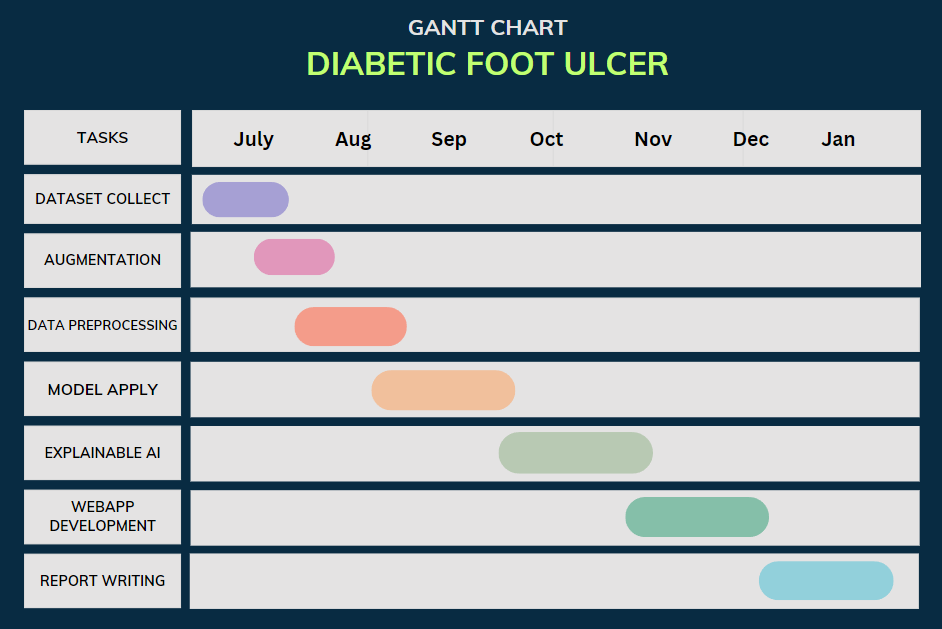 GANTT CHART
DIABETIC FOOT ULCER
TASKS July Aug Sep Oct Nov Dec Jan
DATASET COLLECT
AUGMENTATION
DATA PREPROCESSING
MODEL APPLY
EXPLAINABLE AI
WEBAPP
DEVELOPMENT
REPORT WRITING